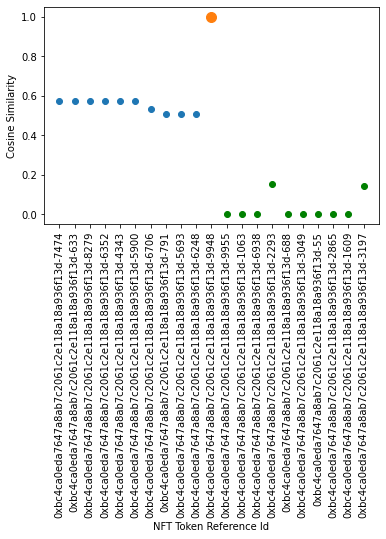 1.0
0.8
0.6
0.4
0.2
0.0
Cosine Similarity
0xbc4ca0eda7647a8ab7c2061c2e118a18a936f13d-7474
0xbc4ca0eda7647a8ab7c2061c2e118a18a936f13d-633
0xbc4ca0eda7647a8ab7c2061c2e118a18a936f13d-8279
0xbc4ca0eda7647a8ab7c2061c2e118a18a936f13d-6352
0xbc4ca0eda7647a8ab7c2061c2e118a18a936f13d-4343
0xbc4ca0eda7647a8ab7c2061c2e118a18a936f13d-5900
0xbc4ca0eda7647a8ab7c2061c2e118a18a936f13d-6706
0xbc4ca0eda7647a8ab7c2061c2e118a18a936f13d-791
0xbc4ca0eda7647a8ab7c2061c2e118a18a936f13d-5693
0xbc4ca0eda7647a8ab7c2061c2e118a18a936f13d-6248
0xbc4ca0eda7647a8ab7c2061c2e118a18a936f13d-9948
0xbc4ca0eda7647a8ab7c2061c2e118a18a936f13d-9955
0xbc4ca0eda7647a8ab7c2061c2e118a18a936f13d-1063
0xbc4ca0eda7647a8ab7c2061c2e118a18a936f13d-6938
0xbc4ca0eda7647a8ab7c2061c2e118a18a936f13d-2293
0xbc4ca0eda7647a8ab7c2061c2e118a18a936f13d-688
0xbc4ca0eda7647a8ab7c2061c2e118a18a936f13d-3049
0xbc4ca0eda7647a8ab7c2061c2e118a18a936f13d-55
0xbc4ca0eda7647a8ab7c2061c2e118a18a936f13d-2865
0xbc4ca0eda7647a8ab7c2061c2e118a18a936f13d-1609
0xbc4ca0eda7647a8ab7c2061c2e118a18a936f13d-3197
NFT Token Reference Id